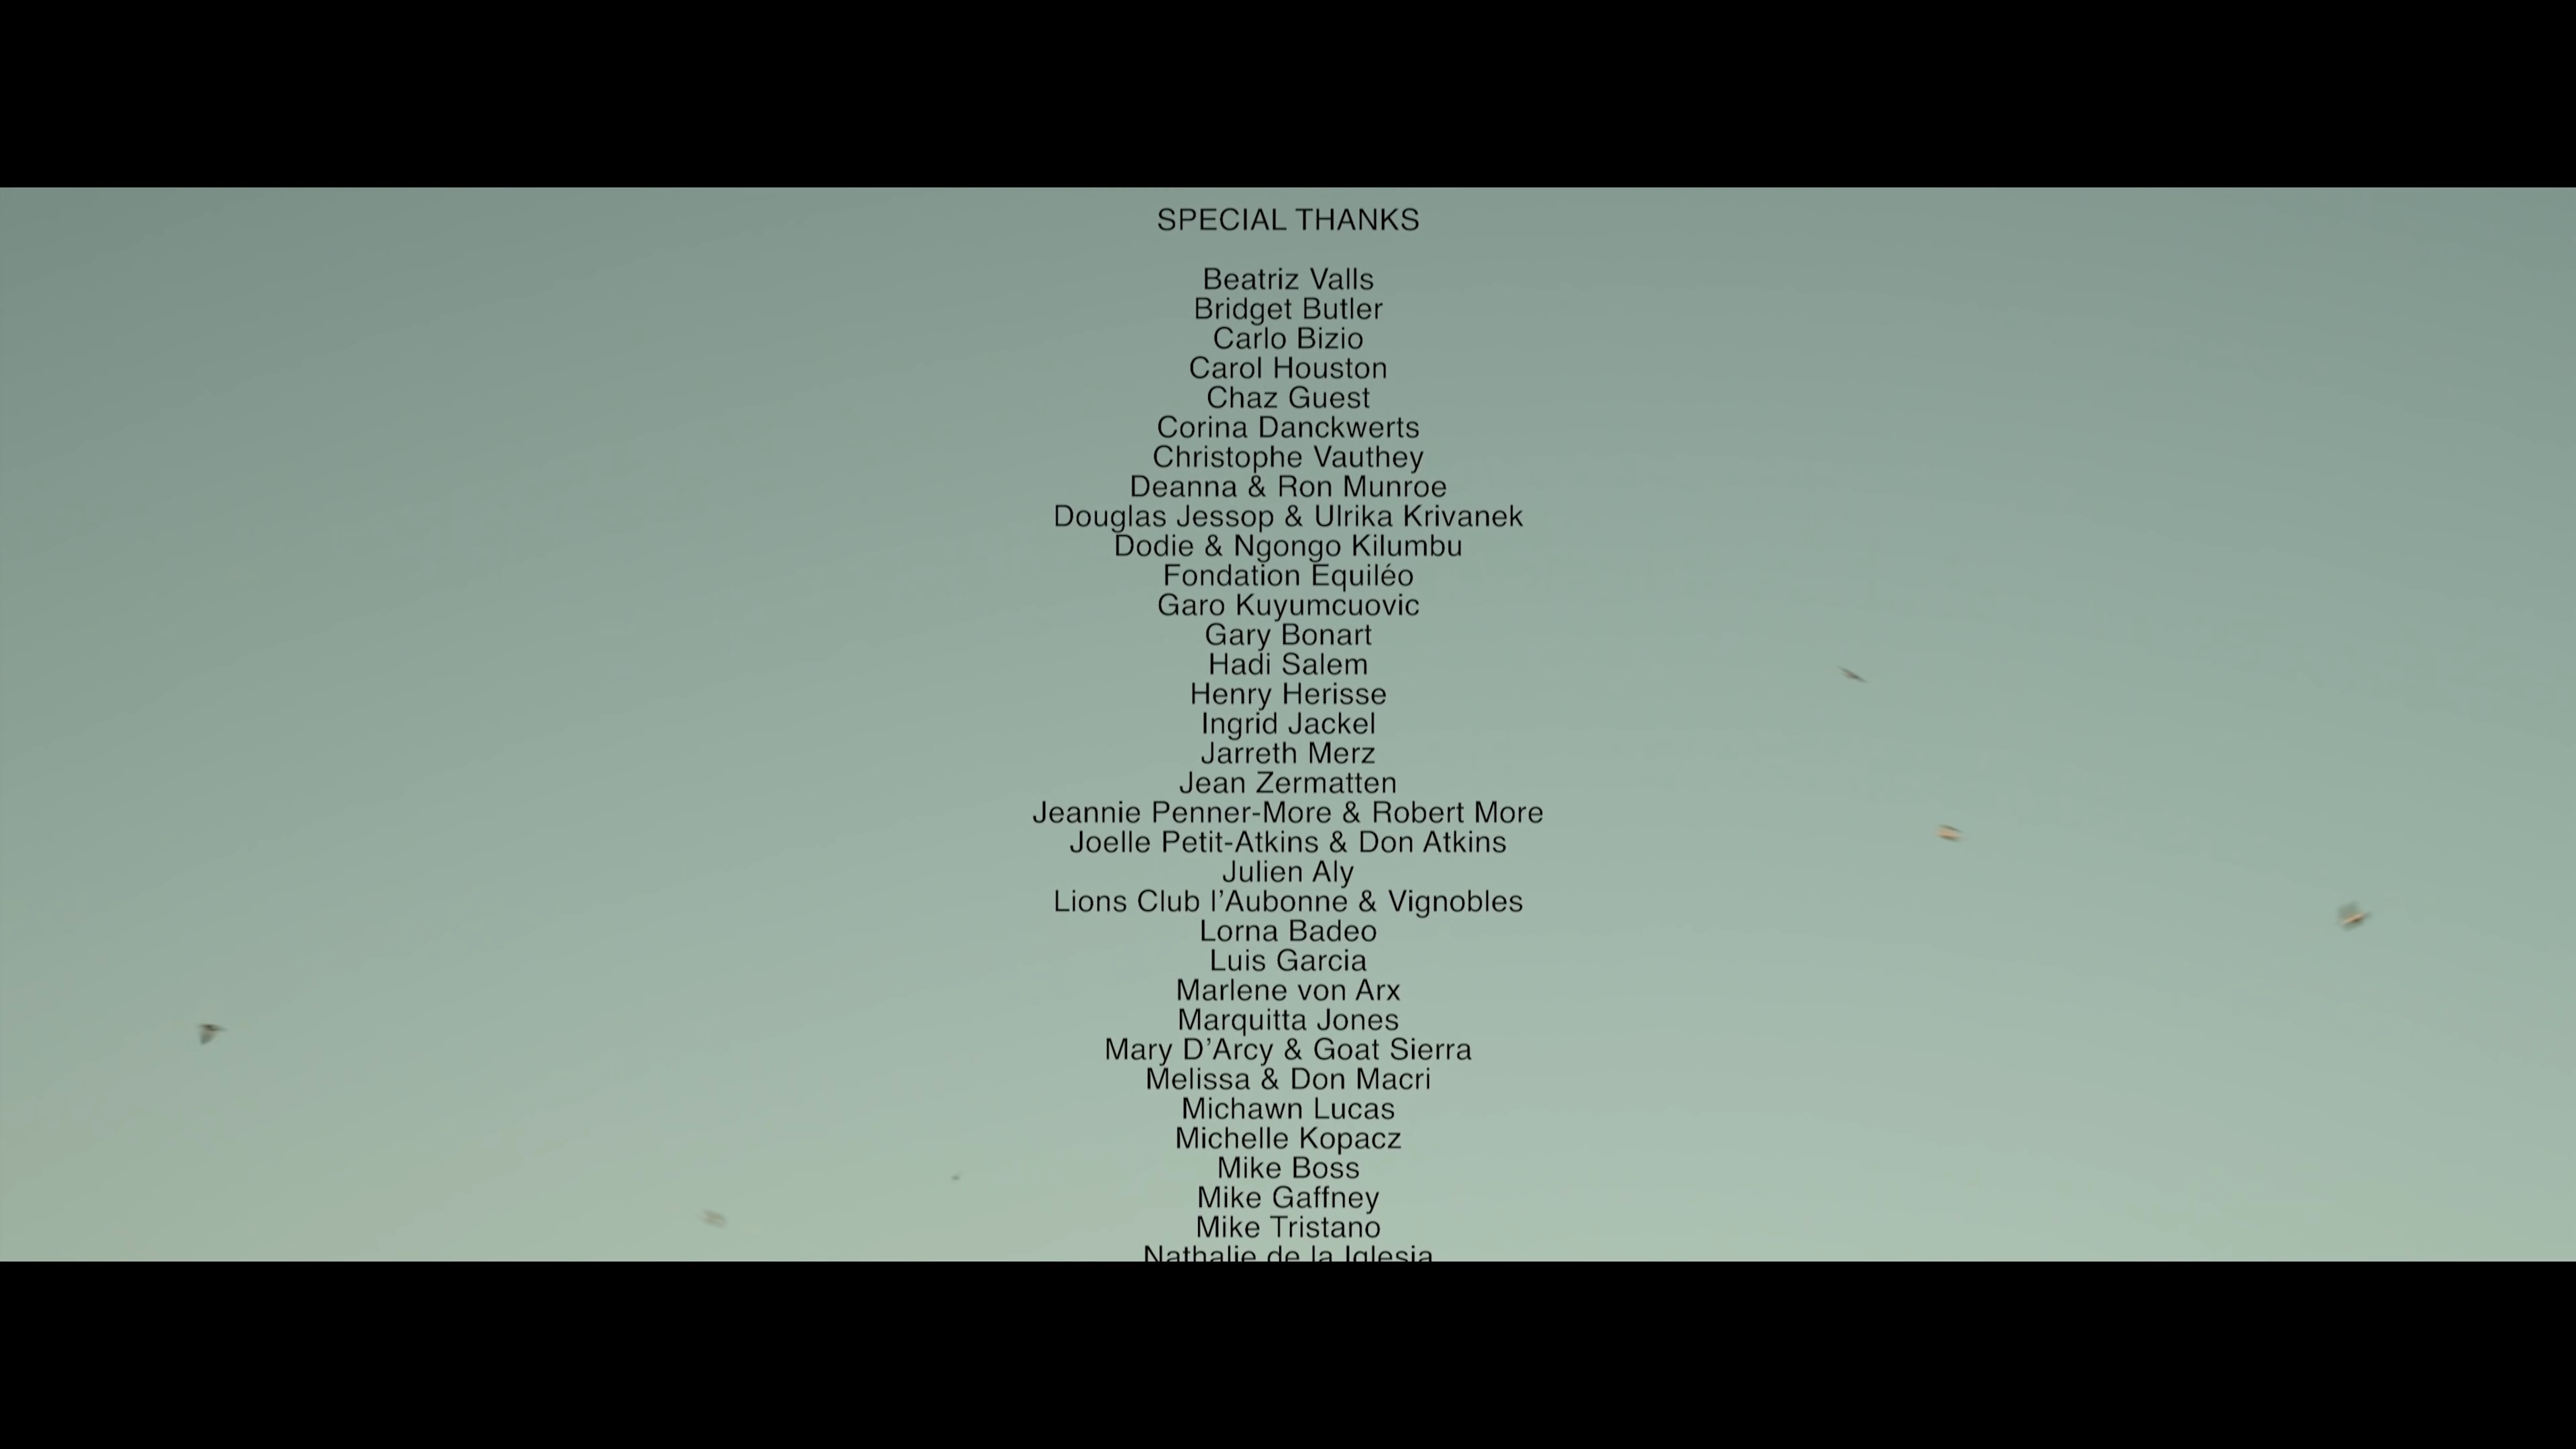 SPECIAL THANKS
Beatriz Valls
Bridget Butler
Carlo Bizio
Carol Houston
Chaz Guest
Corina Danckwerts
Christophe Vauthey
Deanna & Ron Munroe
Douglas Jessop & Ulrika Krivanek
Dodie & Ngongo Kilumbu
Fondation Equiléo
Garo Kuyumcuovic
Gary Bonart
Hadi Salem
Henry Herisse
Ingrid Jackel
Jarreth Merz
Jean Zermatten
Jeannie Penner-More & Robert More
Joelle Petit-Atkins & Don Atkins
Julien Aly
Lions Club l’Aubonne & Vignobles
Lorna Badeo
Luis Garcia
Marlene von Arx
Marquitta Jones
Mary D’Arcy & Goat Sierra
Melissa & Don Macri
Michawn Lucas
Michelle Kopacz
Mike Boss
Mike Gaffney
Mike Tristano
Nathalie de la Iglesia